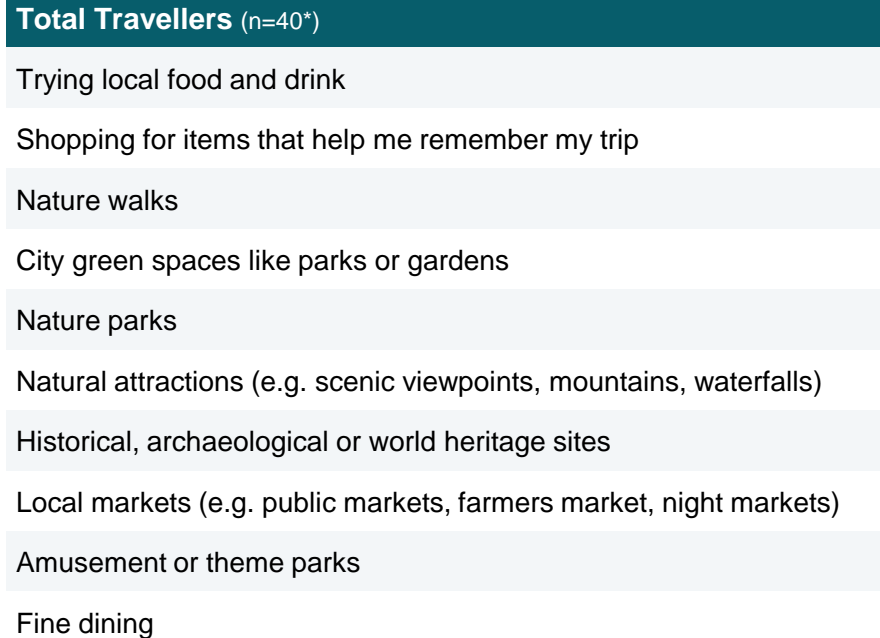 Total Travellers (n=40*)
Trying local food and drink
Shopping for items that help me remember my trip
Nature walks
City green spaces like parks or gardens
Nature parks
Natural attractions (e.g. scenic viewpoints, mountains, waterfalls)
Historical, archaeological or world heritage sites
Local markets (e.g. public markets, farmers market, night markets)
Amusement or theme parks
Fine dining